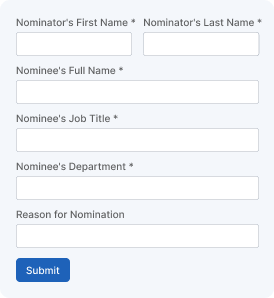 Nominator's First Name * Nominator's Last Name *
Nominee's Full Name *
Nominee's Job Title *
Nominee's Department *
Reason for Nomination
Submit